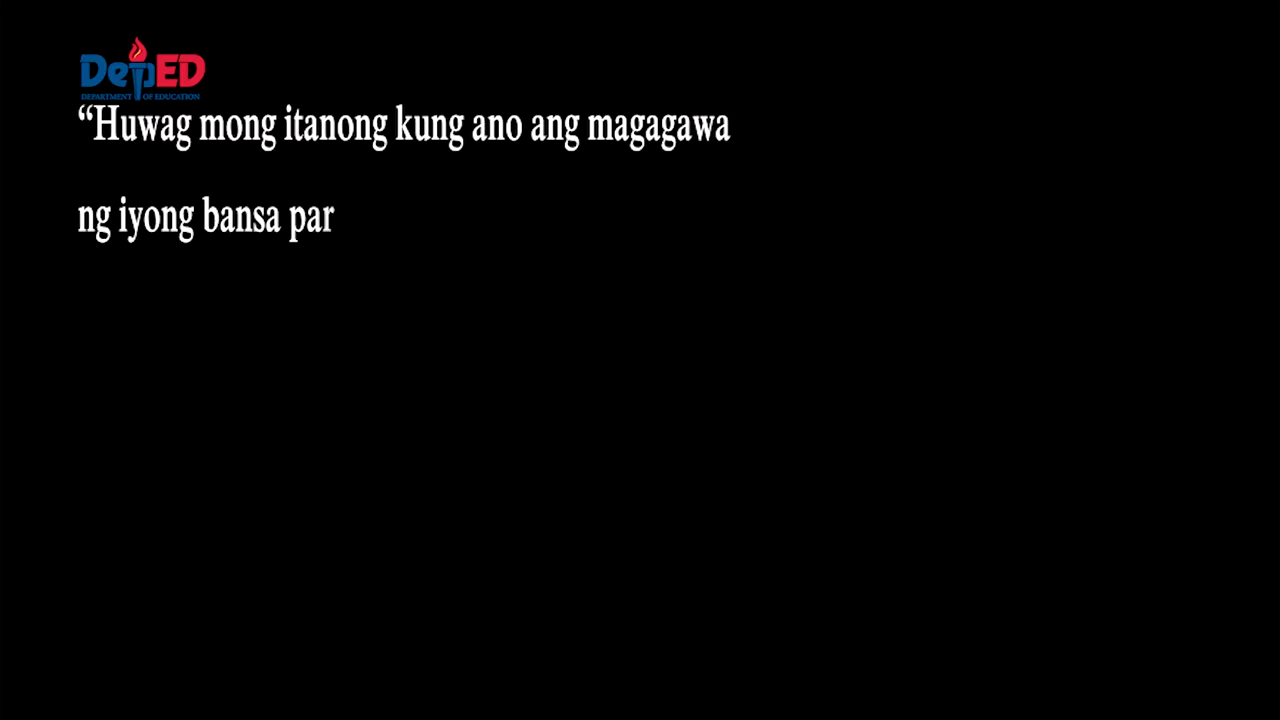 DepED
DEPARTMENT OF EDUCATION
“Huwag mong itanong kung ano ang magagawa
ng iyong bansa par